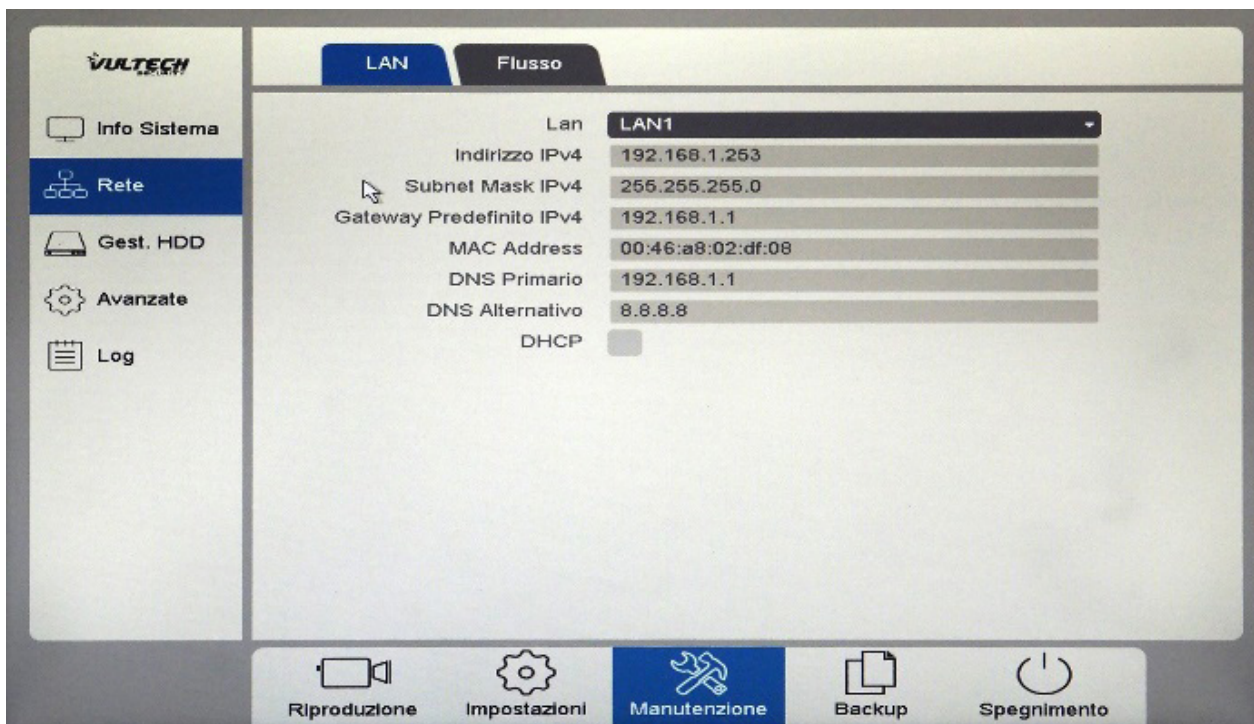 VULTECH
SECURITY
LAN
Flusso
Info Sistema
Rete
Gest. HDD
Avanzate
Log
Lan LAN1
Indirizzo IPv4 192.168.1.253
Subnet Mask IPv4 255.255.255.0
Gateway Predefinito IPv4 192.168.1.1
MAC Address 00:46:a8:02:df:08
DNS Primario 192.168.1.1
DNS Alternativo 8.8.8.8
DHCP
Riproduzione
Impostazioni
Manutenzione
Backup
Spegnimento